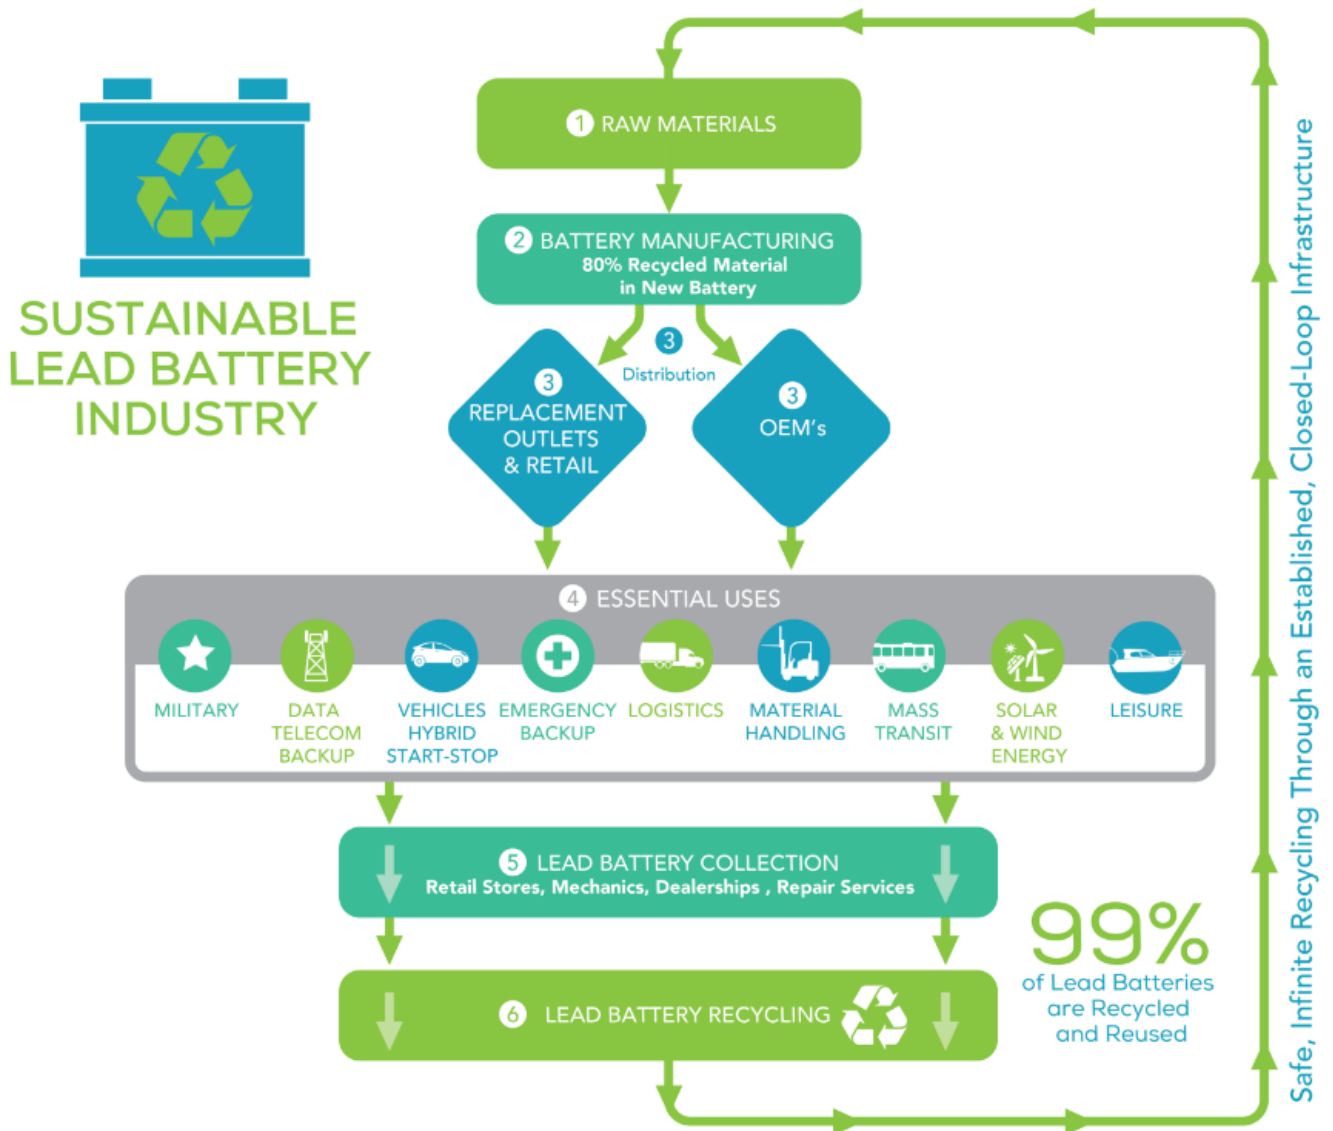 SUSTAINABLE
LEAD BATTERY
INDUSTRY
1 RAW MATERIALS
2 BATTERY MANUFACTURING
80% Recycled Material
in New Battery
3
Distribution
3
REPLACEMENT
OUTLETS
& RETAIL
3
OEM's
4 ESSENTIAL USES
MILITARY
DATA
TELECOM
BACKUP
VEHICLES
HYBRID
START-STOP
EMERGENCY
BACKUP
LOGISTICS
MATERIAL
HANDLING
MASS
TRANSIT
SOLAR
& WIND
ENERGY
LEISURE
5 LEAD BATTERY COLLECTION
Retail Stores, Mechanics, Dealerships , Repair Services
6 LEAD BATTERY RECYCLING
99%
of Lead Batteries
are Recycled
and Reused
Safe, Infinite Recycling Through an Established, Closed-Loop Infrastructure